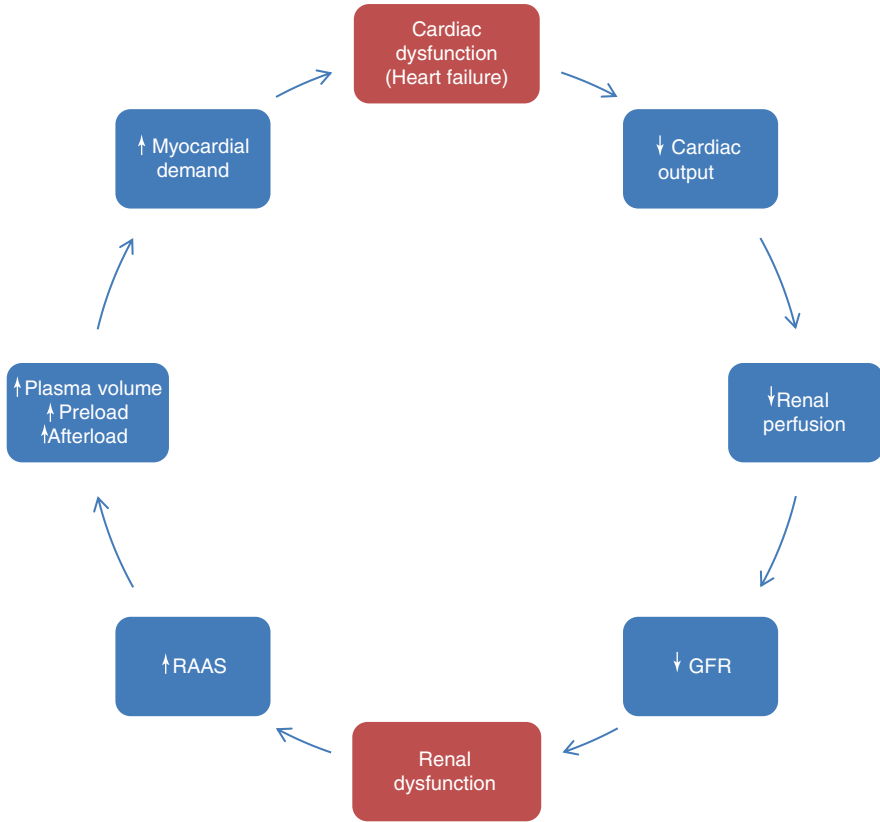 Cardiac
dysfunction
(Heart failure)
↓ Cardiac
output
↓Renal
perfusion
↓ GFR
Renal
dysfunction
↑RAAS
↑Plasma volume
↑Preload
↑Afterload
↑ Myocardial
demand